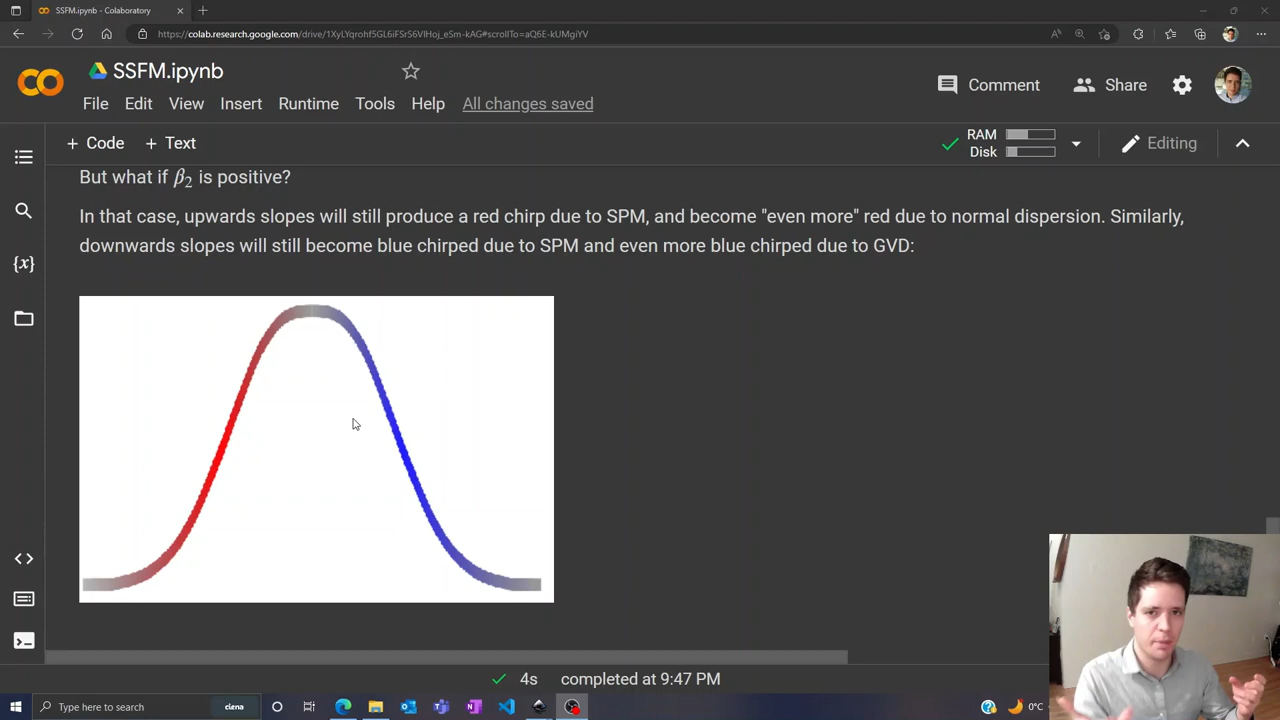 SSFM.ipynb - Colaboratory
https://colab.research.google.com/drive/1XyLYqrohf5GL6iFSrS6VIHoj_eSm-kAG#scrollTo=aQ6E-kUMgiYV
SSFM.ipynb
Comment
Share
File Edit View Insert Runtime Tools Help All changes saved
+ Code + Text
RAM
Disk
Editing
But what if β₂ is positive?
In that case, upwards slopes will still produce a red chirp due to SPM, and become "even more" red due to normal dispersion. Similarly,
downwards slopes will still become blue chirped due to SPM and even more blue chirped due to GVD:
{x}
4s completed at 9:47 PM
Type here to search
ciena
0°C